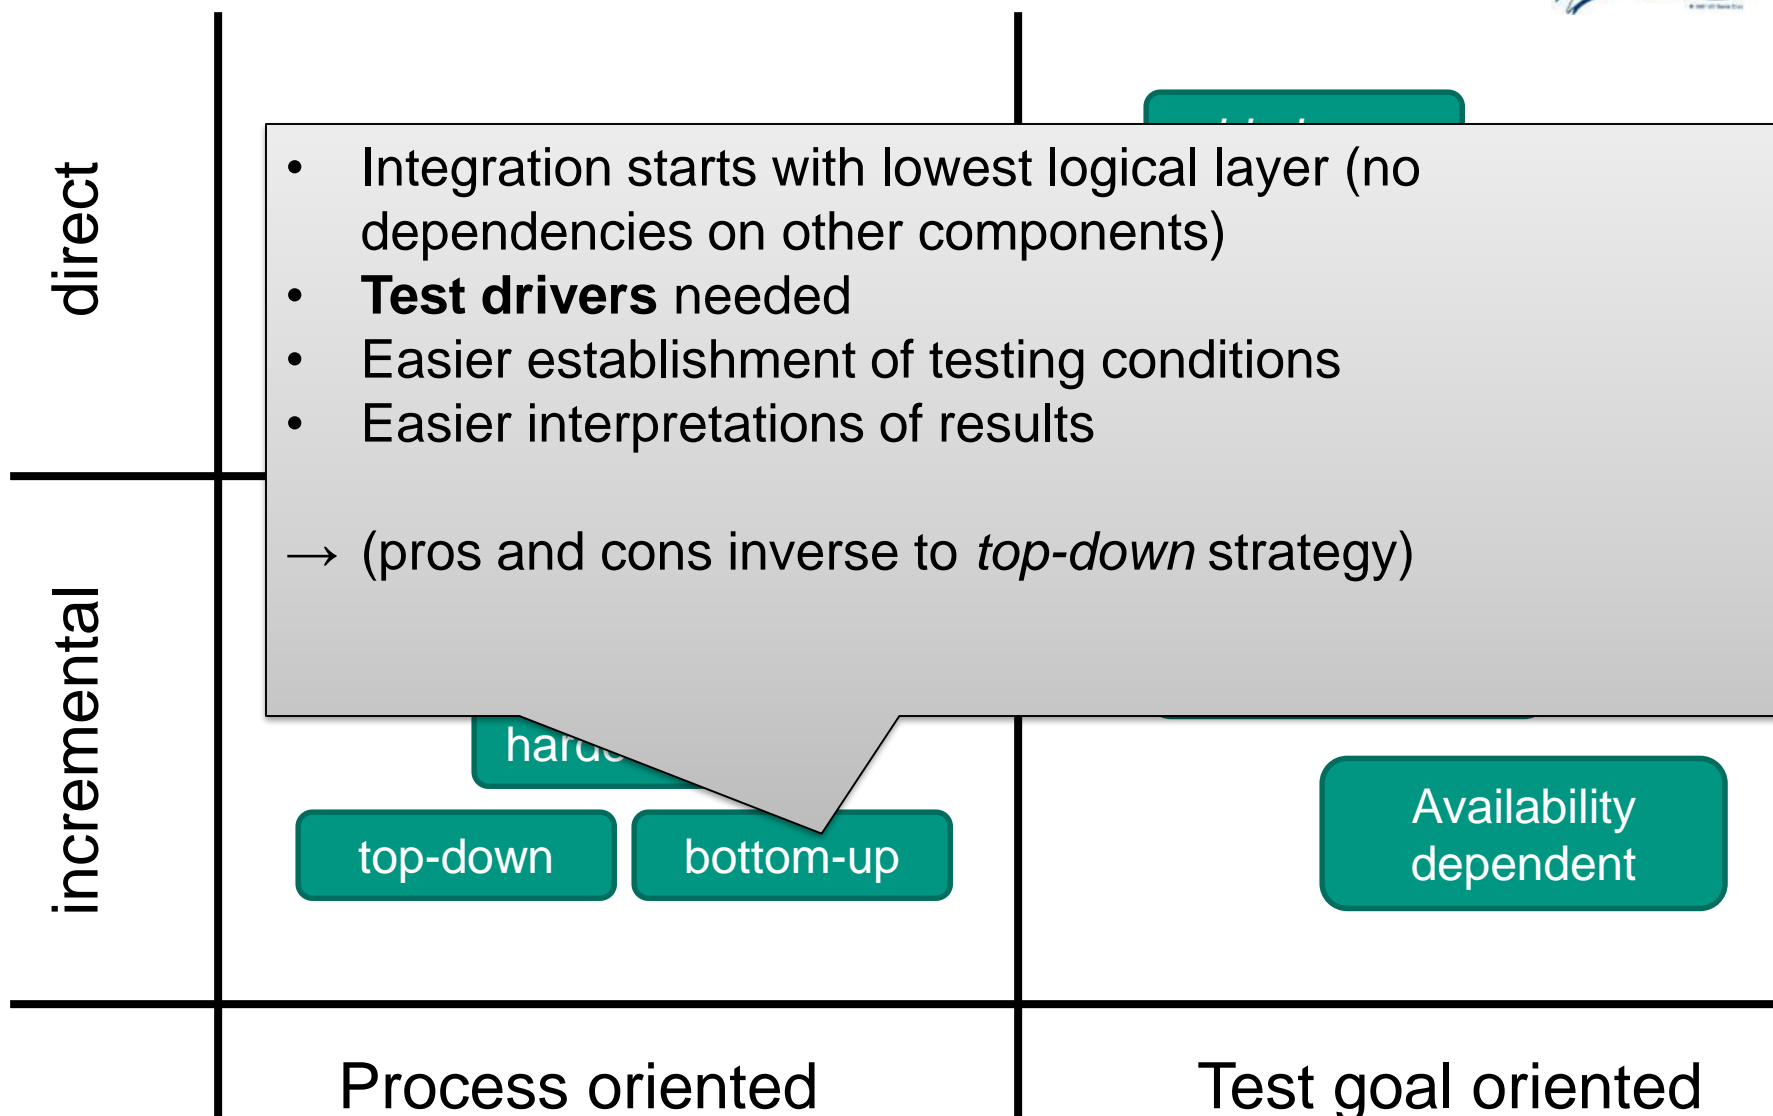 direct
• Integration starts with lowest logical layer (no
dependencies on other components)
• Test drivers needed
• Easier establishment of testing conditions
• Easier interpretations of results
→ (pros and cons inverse to top-down strategy)
incremental
top-down
bottom-up
Availability
dependent
Process oriented
Test goal oriented